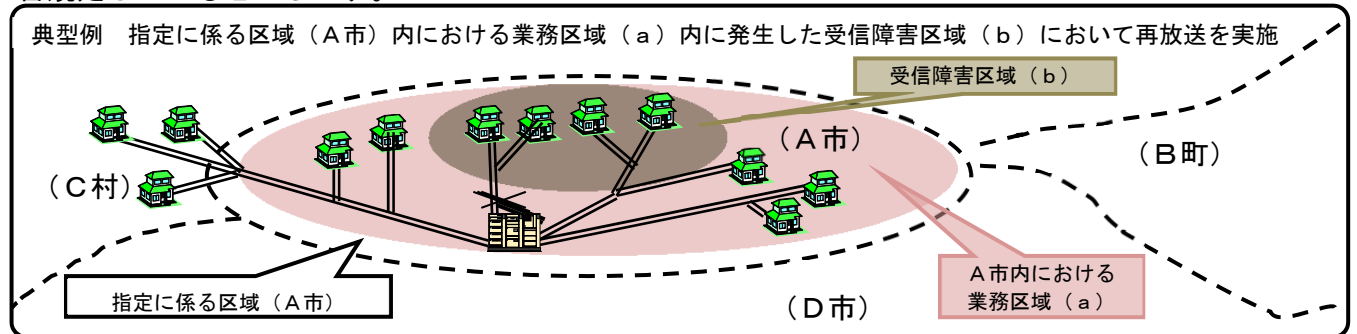 典型例　指定に係る区域（Ａ市）内における業務区域（ａ）内に発生した受信障害区域（ｂ）において再放送を実施
受信障害区域（ｂ）
（Ａ市）
（Ｂ町）
（Ｃ村）
Ａ市内における
業務区域（ａ）
指定に係る区域（Ａ市）
（Ｄ市）